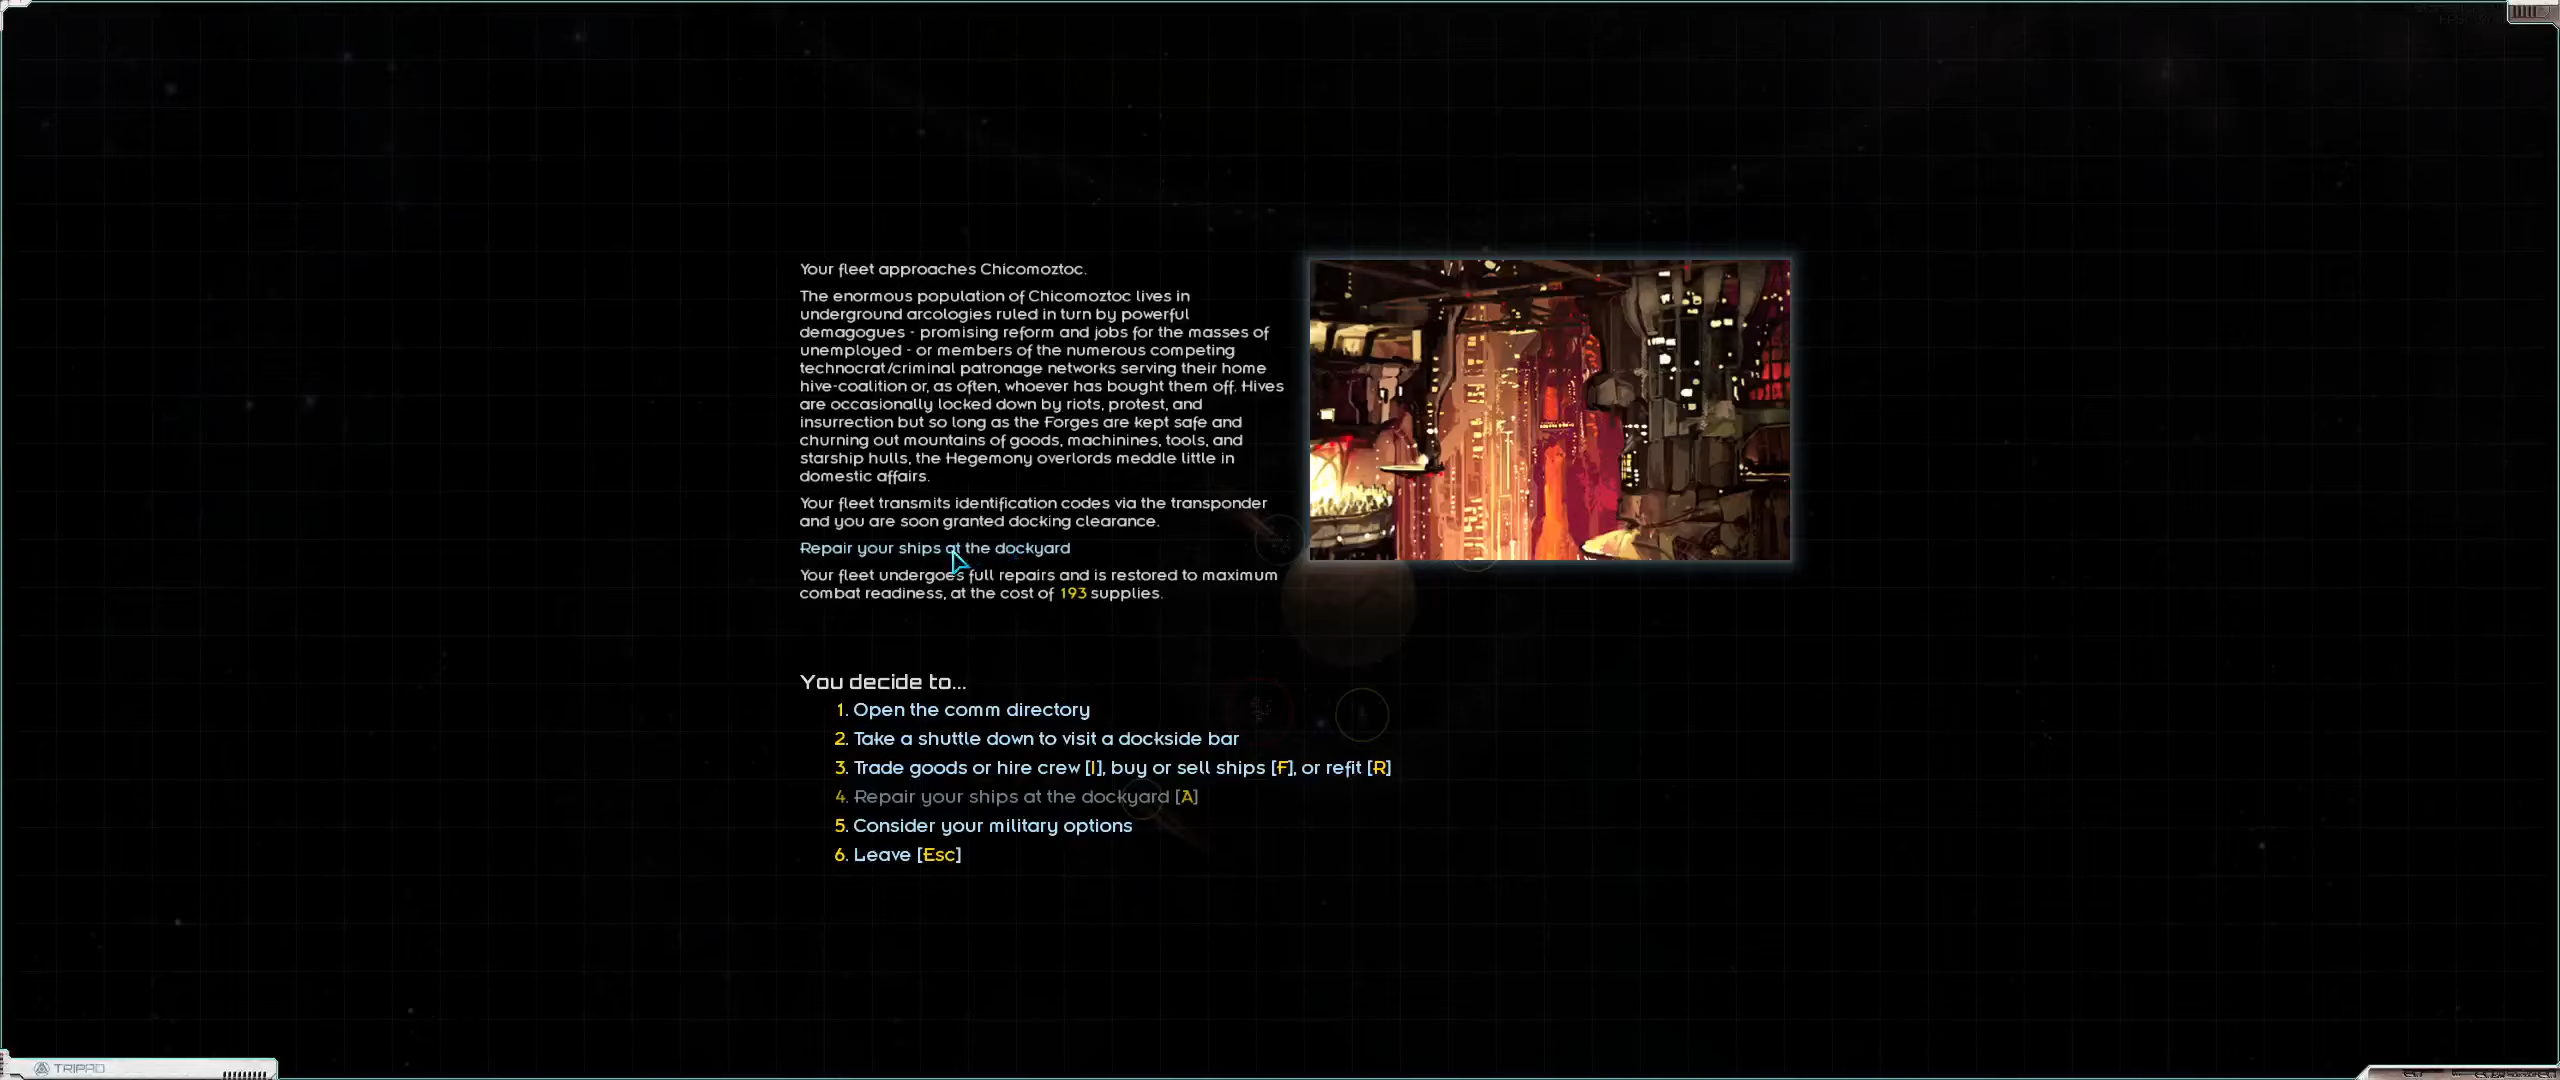 Your fleet approaches Chicomoztoc.
The enormous population of Chicomoztoc lives in
underground arcologies ruled in turn by powerful
demagogues - promising reform and jobs for the masses of
unemployed - or members of the numerous competing
technocrat/criminal patronage networks serving their home
hive-coalition or, as often, whoever has bought them off. Hives
are occasionally locked down by riots, protest, and
insurrection but so long as the Forges are kept safe and
churning out mountains of goods, machinines, tools, and
starship hulls, the Hegemony overlords meddle little in
domestic affairs.
Your fleet transmits identification codes via the transponder
and you are soon granted docking clearance.
Repair your ships at the dockyard
Your fleet undergoes full repairs and is restored to maximum
combat readiness, at the cost of 193 supplies.
You decide to...
1. Open the comm directory
2. Take a shuttle down to visit a dockside bar
3. Trade goods or hire crew [I], buy or sell ships [F], or refit [R]
4. Repair your ships at the dockyard [A]
5. Consider your military options
6. Leave [Esc]
TRIPAD